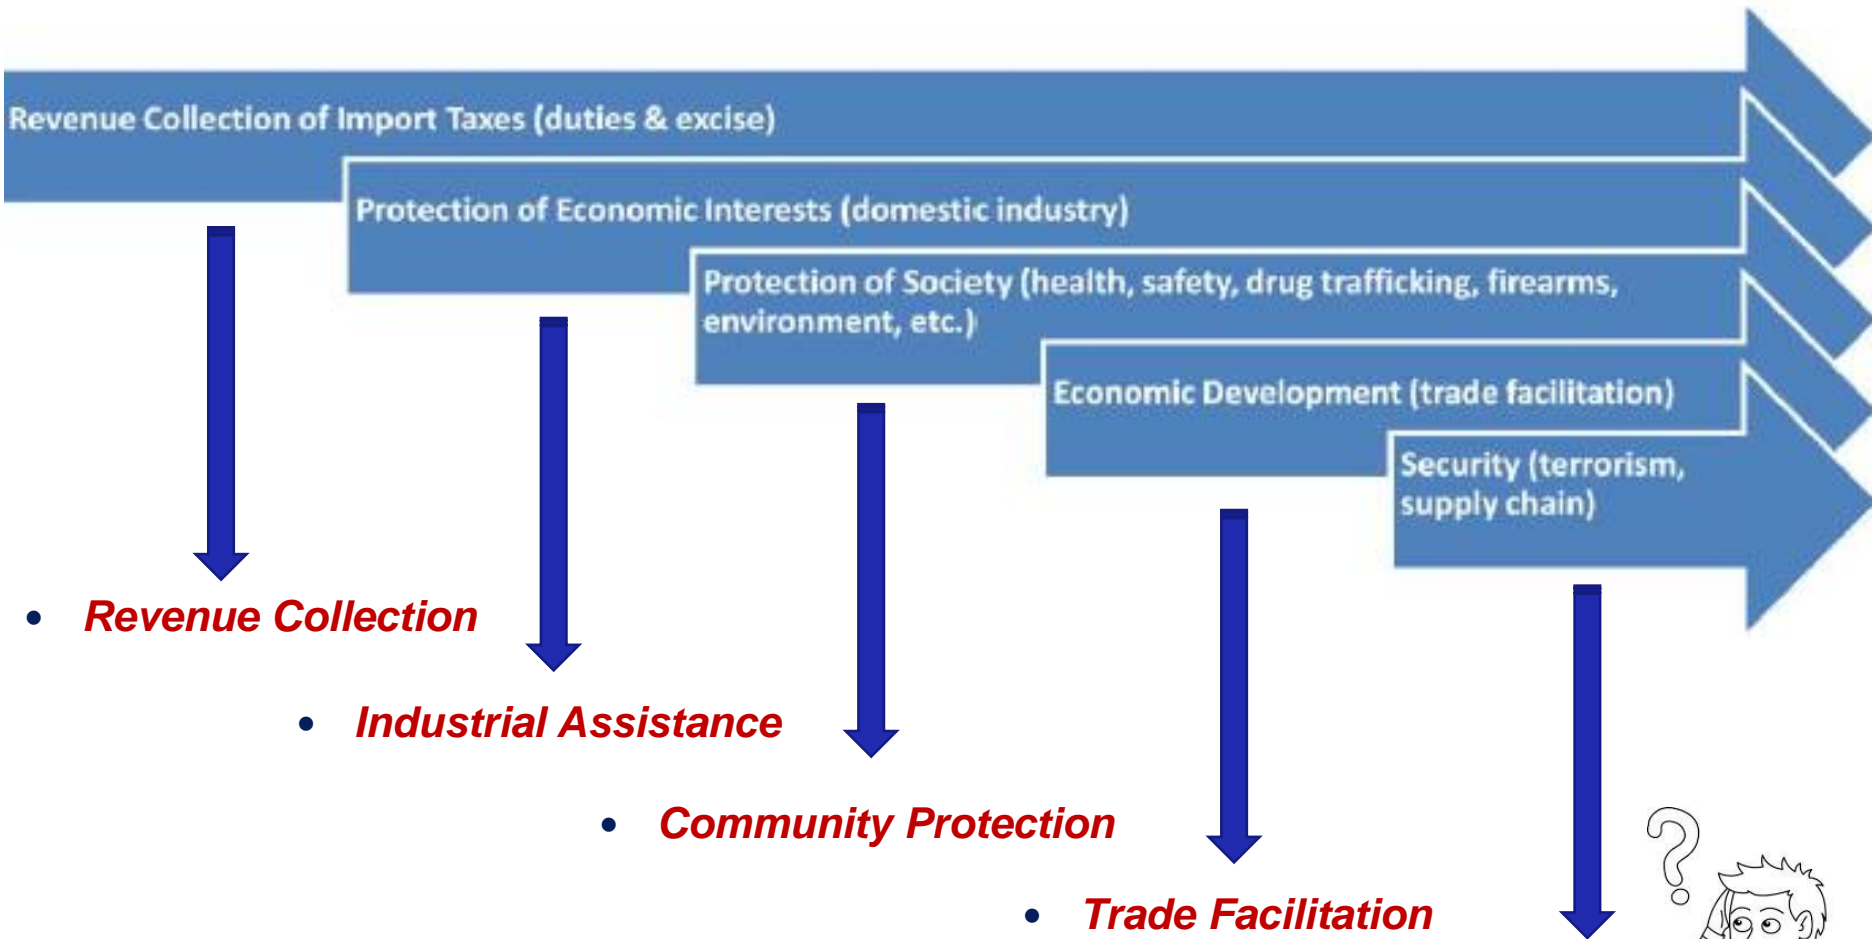 Revenue Collection of Import Taxes (duties & excise)
Protection of Economic Interests (domestic industry)
Protection of Society (health, safety, drug trafficking, firearms,
environment, etc.)
Economic Development (trade facilitation)
Security (terrorism,
supply chain)
• Revenue Collection
• Industrial Assistance
• Community Protection
• Trade Facilitation
?